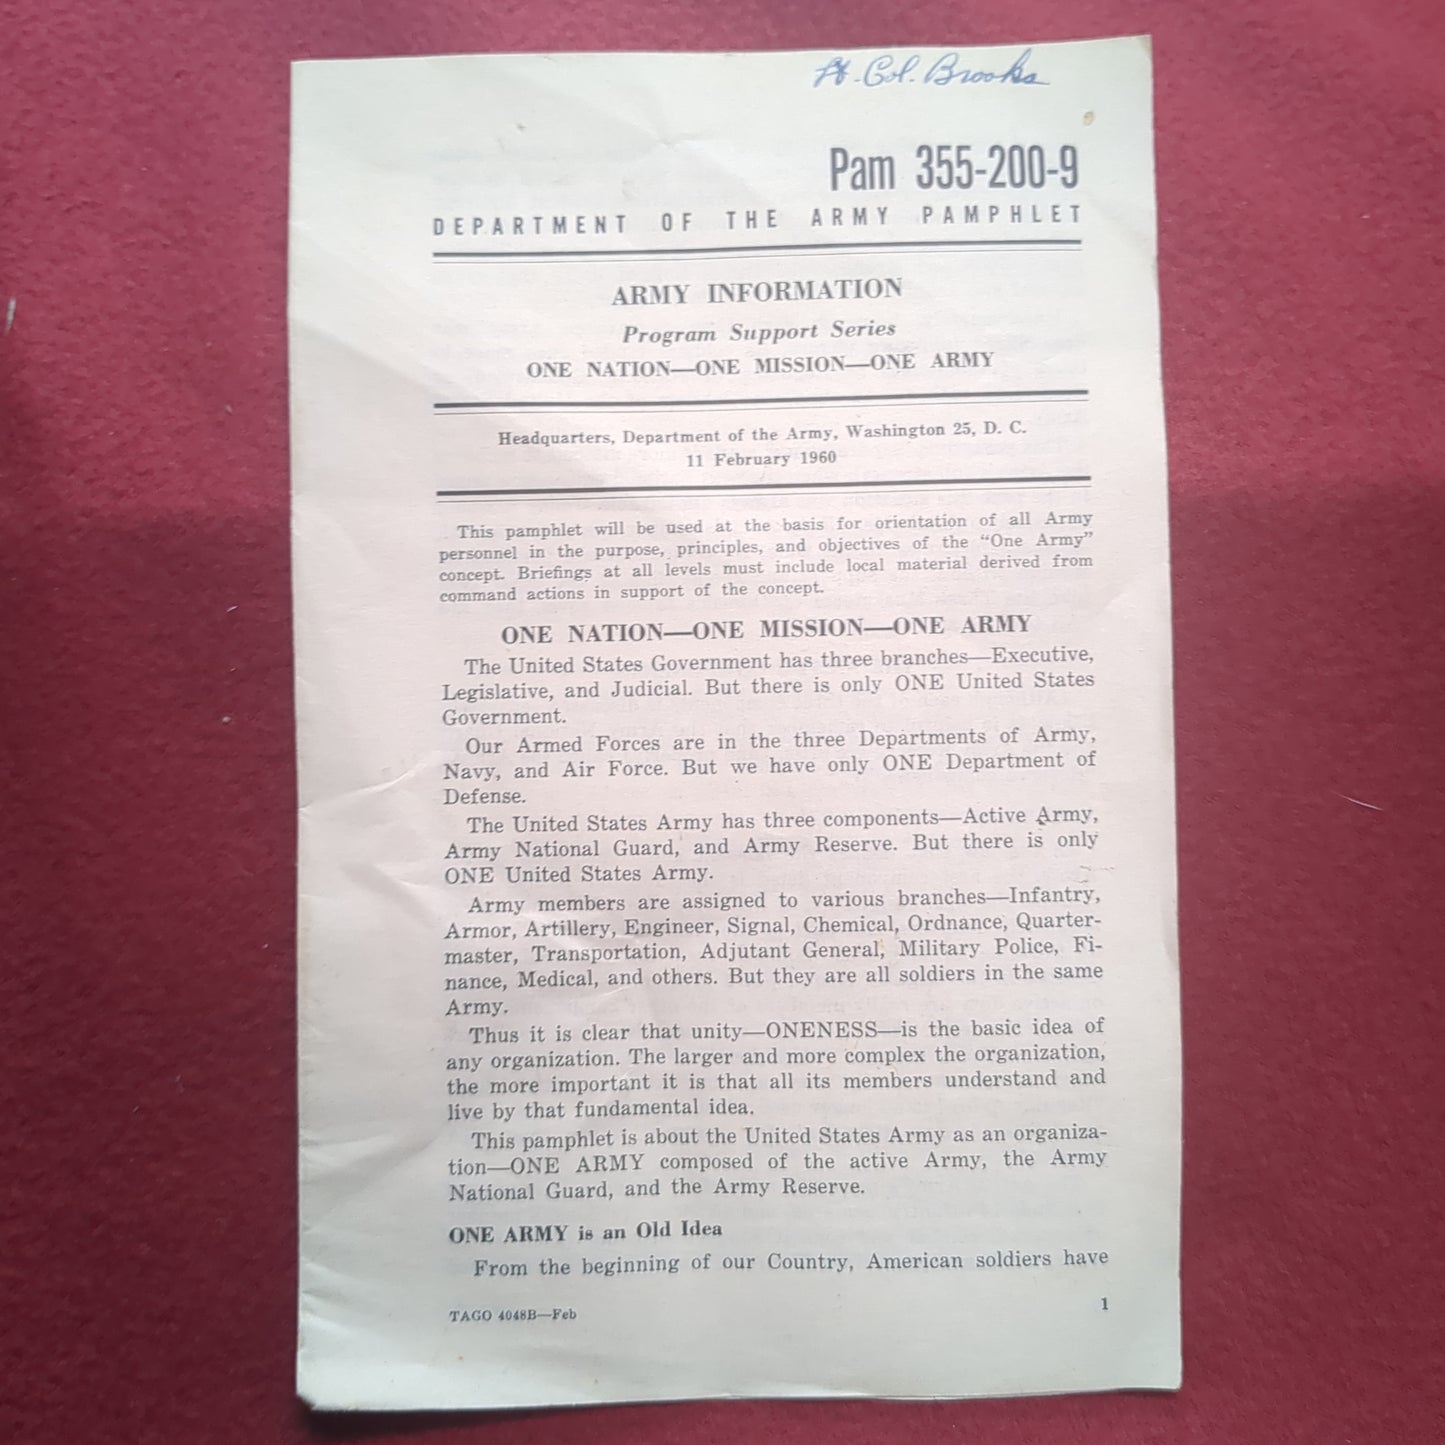 Lt. Col. Brooks
Pam 355-200-9
DEPARTMENT OF THE ARMY PAMPHLET
ARMY INFORMATION
Program Support Series
ONE NATION—ONE MISSION—ONE ARMY
Headquarters, Department of the Army, Washington 25, D. C.
11 February 1960
This pamphlet will be used at the basis for orientation of all Army
personnel in the purpose, principles, and objectives of the “One Army”
concept. Briefings at all levels must include local material derived from
command actions in support of the concept.
ONE NATION—ONE MISSION—ONE ARMY
The United States Government has three branches—Executive,
Legislative, and Judicial. But there is only ONE United States
Government.
Our Armed Forces are in the three Departments of Army,
Navy, and Air Force. But we have only ONE Department of
Defense.
The United States Army has three components—Active Army,
Army National Guard, and Army Reserve. But there is only
ONE United States Army.
Army members are assigned to various branches—Infantry,
Armor, Artillery, Engineer, Signal, Chemical, Ordnance, Quarter-
master, Transportation, Adjutant General, Military Police, Fi-
nance, Medical, and others. But they are all soldiers in the same
Army.
Thus it is clear that unity—ONENESS—is the basic idea of
any organization. The larger and more complex the organization,
the more important it is that all its members understand and
live by that fundamental idea.
This pamphlet is about the United States Army as an organiza-
tion—ONE ARMY composed of the active Army, the Army
National Guard, and the Army Reserve.
ONE ARMY is an Old Idea
From the beginning of our Country, American soldiers have
TAGO 4048B—Feb
1